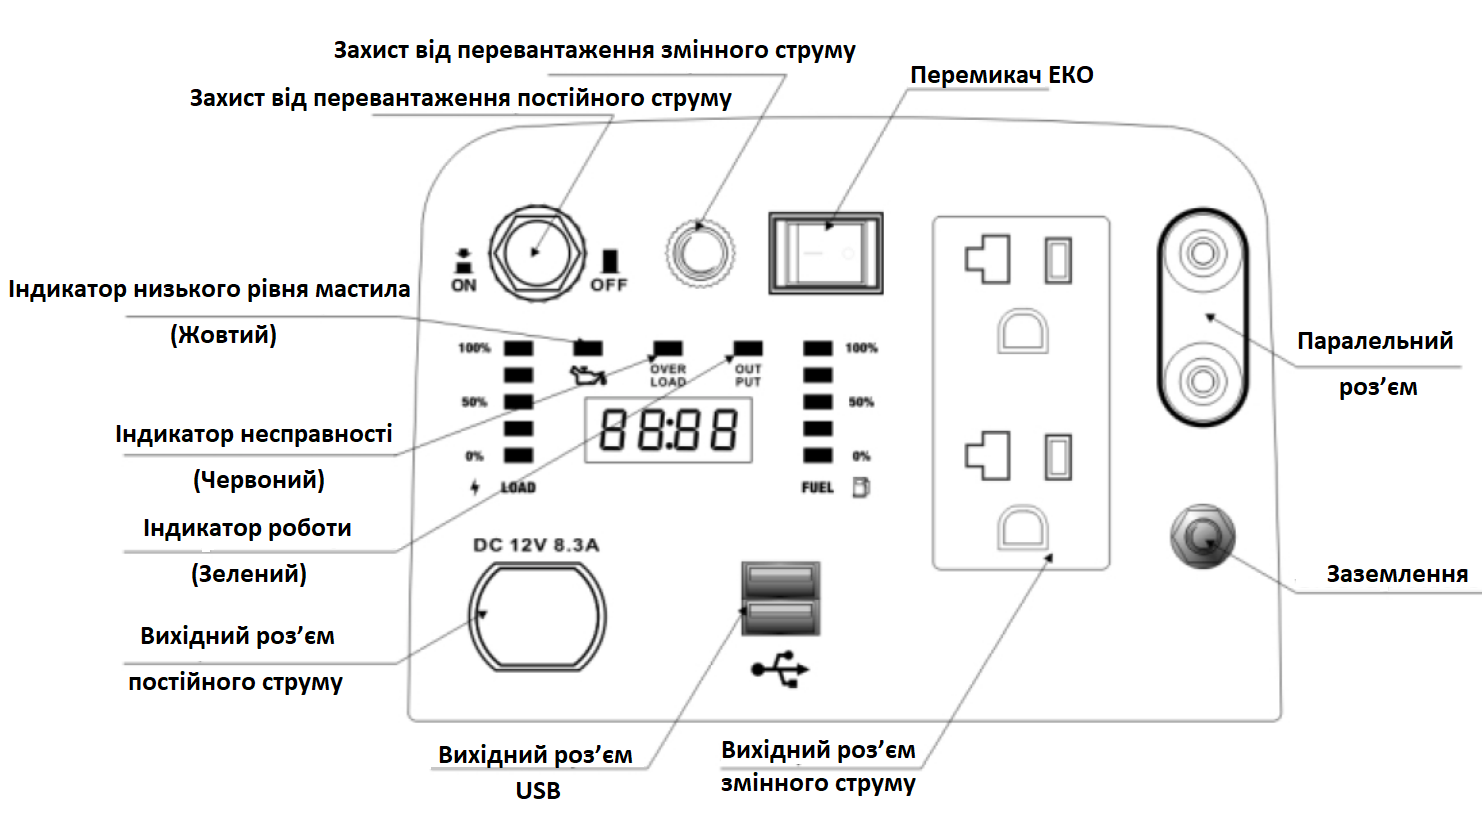 Захист від перевантаження змінного струму
Перемикач ЕКО
Захист від перевантаження постійного струму
ON
OFF
Індикатор низького рівня мастила
(Жовтий)
100%
50%
0%
LOAD
OVER
LOAD
OUT
PUT
88:88
100%
50%
0%
FUEL
Паралельний
роз’єм
Індикатор несправності
(Червоний)
Індикатор роботи
(Зелений)
DC 12V 8.3A
Заземлення
Вихідний роз’єм
постійного струму
Вихідний роз’єм
USB
Вихідний роз’єм
змінного струму